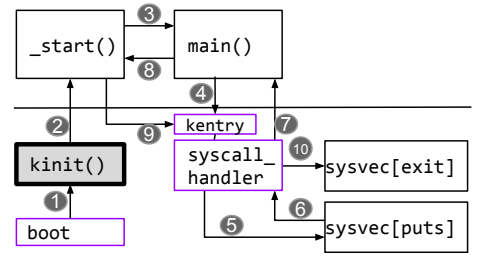 3
_start()
main()
8
4
2
9
kentry
7
10
kinit()
syscall_
handler
sysvec[exit]
1
6
boot
5
sysvec[puts]